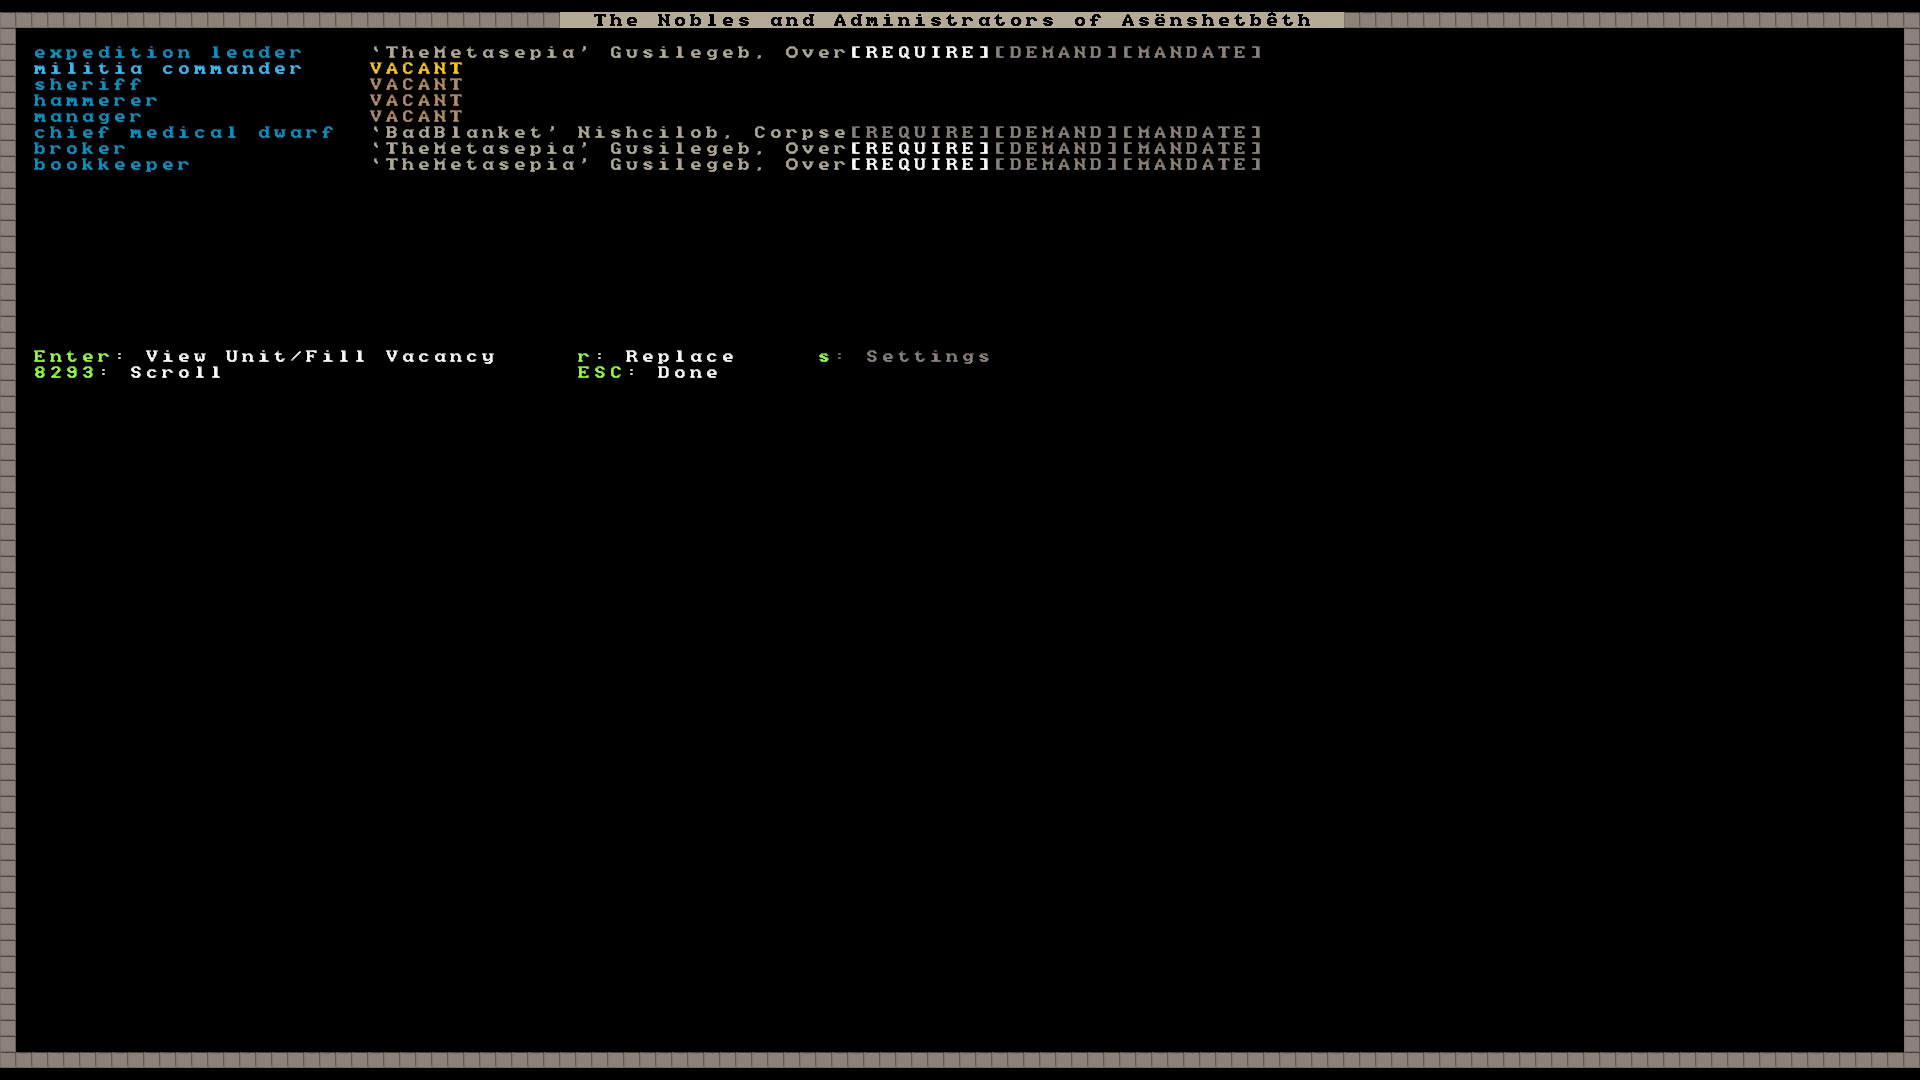 The Nobles and Administrators of Asënshetbêth
expedition leader `TheMetasepia' Gusilegeb, Over[REQUIRE][DEMAND][MANDATE]
militia commander VACANT
sheriff VACANT
hammerer VACANT
manager VACANT
chief medical dwarf `BadBlanket' Nishcilob, Corpse[REQUIRE][DEMAND][MANDATE]
broker `TheMetasepia' Gusilegeb, Over[REQUIRE][DEMAND][MANDATE]
bookkeeper `TheMetasepia' Gusilegeb, Over[REQUIRE][DEMAND][MANDATE]
Enter: View Unit/Fill Vacancy r: Replace s: Settings
8293: Scroll ESC: Done